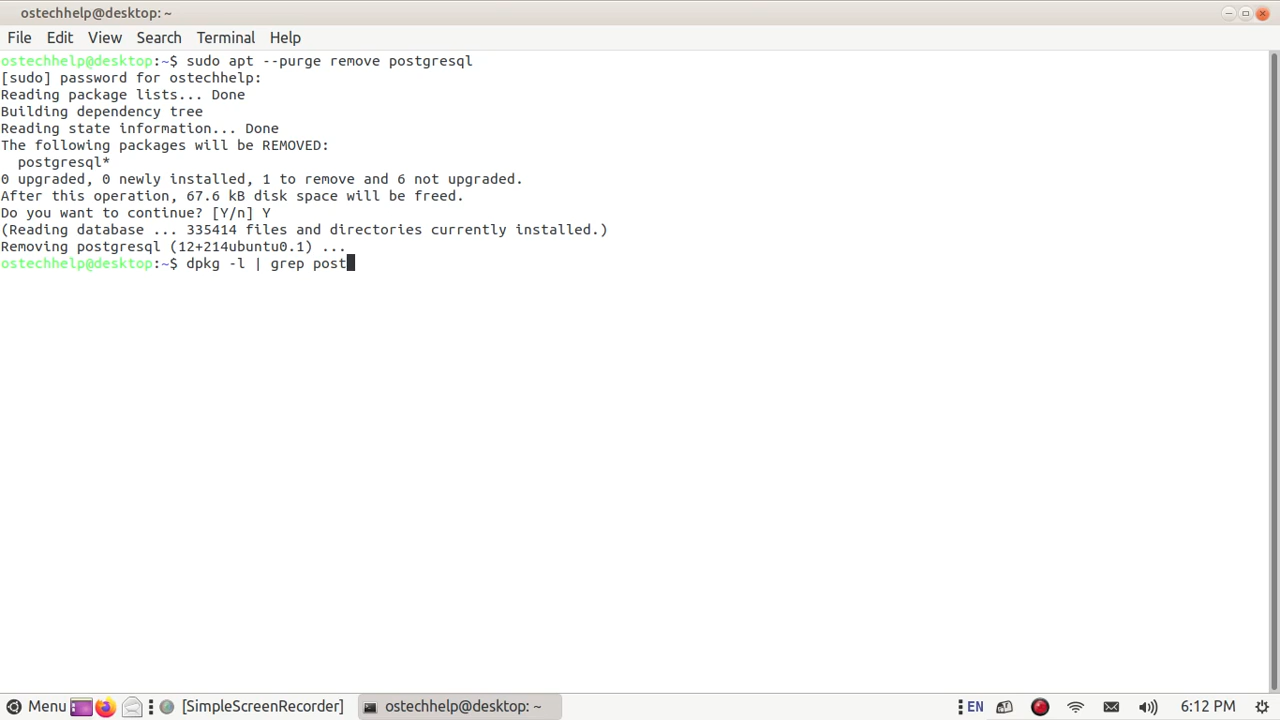 ostechhelp@desktop: ~
File Edit View Search Terminal Help
ostechhelp@desktop:~$ sudo apt --purge remove postgresql
[sudo] password for ostechhelp:
Reading package lists... Done
Building dependency tree
Reading state information... Done
The following packages will be REMOVED:
  postgresql*
0 upgraded, 0 newly installed, 1 to remove and 6 not upgraded.
After this operation, 67.6 kB disk space will be freed.
Do you want to continue? [Y/n] Y
(Reading database ... 335414 files and directories currently installed.)
Removing postgresql (12+214ubuntu0.1) ...
ostechhelp@desktop:~$ dpkg -l | grep post
Menu [SimpleScreenRecorder] ostechhelp@desktop: ~ EN 6:12 PM